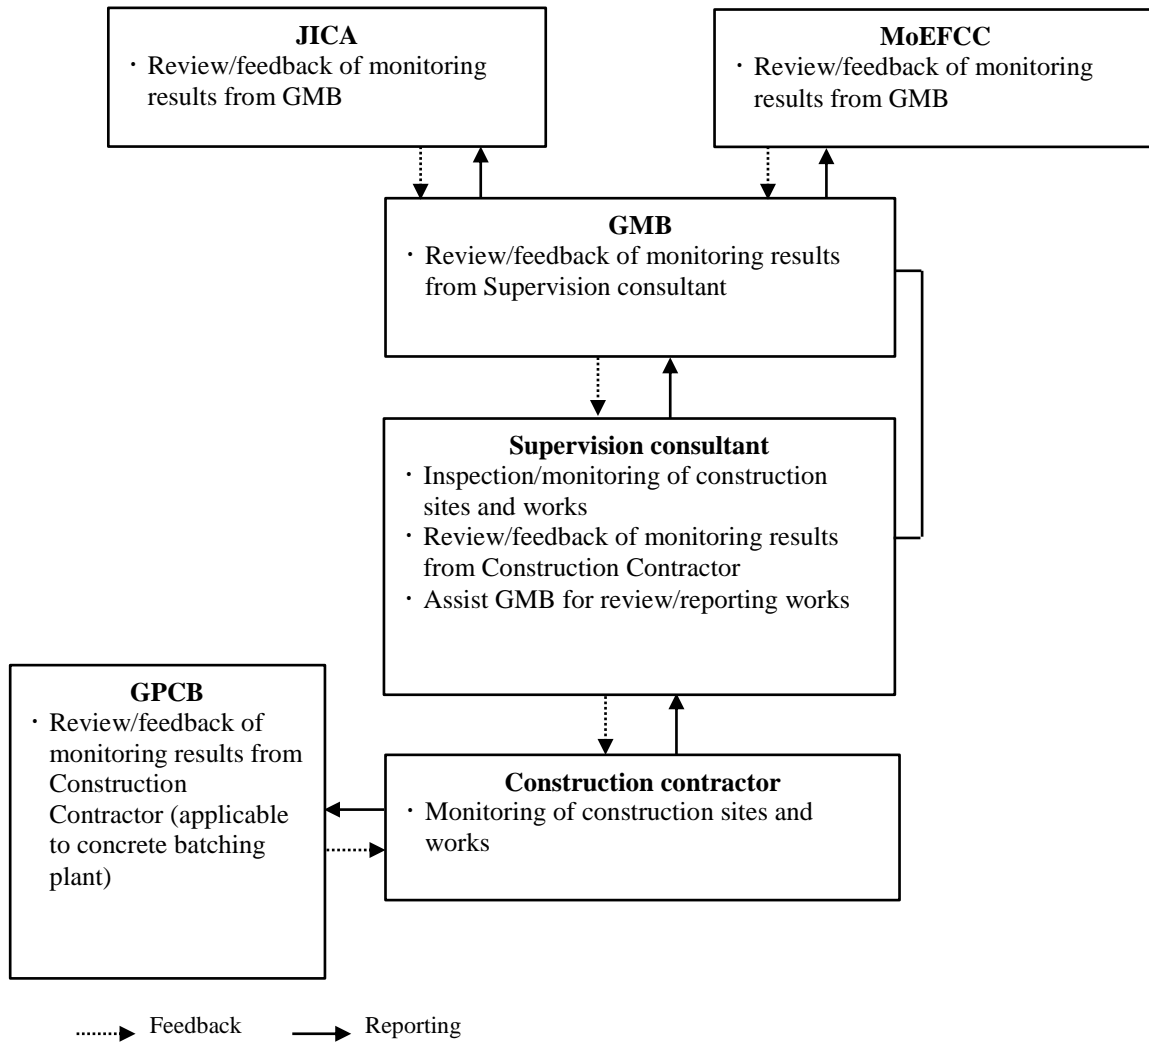 JICA
・ Review/feedback of monitoring
results from GMB
MoEFCC
・ Review/feedback of monitoring
results from GMB
GMB
・ Review/feedback of monitoring results
from Supervision consultant
Supervision consultant
・ Inspection/monitoring of construction
sites and works
・ Review/feedback of monitoring results
from Construction Contractor
・ Assist GMB for review/reporting works
GPCB
・ Review/feedback of
monitoring results from
Construction
Contractor (applicable
to concrete batching
plant)
Construction contractor
・ Monitoring of construction sites and
works
Feedback
Reporting